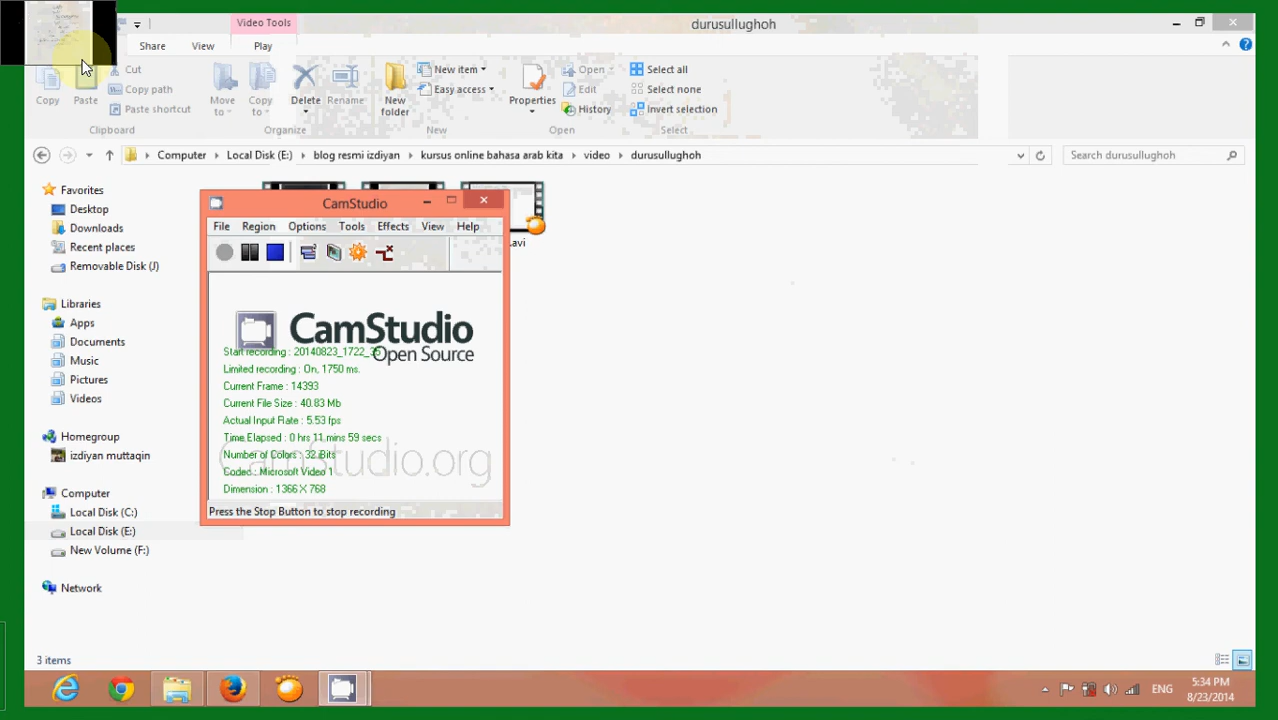 Video Tools
durusullughoh
Share
View
Play
Copy
Paste
Cut
Copy path
Paste shortcut
Clipboard
Move to
Copy to
Delete
Rename
Organize
New folder
New item
Easy access
New
Properties
Open
Edit
History
Open
Select all
Select none
Invert selection
Select
Computer
Local Disk (E:)
blog resmi izdiyan
kursus online bahasa arab kita
video
durusullughoh
Search durusullughoh
Favorites
Desktop
Downloads
Recent places
Removable Disk (J)
Libraries
Apps
Documents
Music
Pictures
Videos
Homegroup
izdiyan muttaqin
Computer
Local Disk (C:)
Local Disk (E:)
New Volume (F:)
Network
.avi
CamStudio
File Region Options Tools Effects View Help
CamStudio
Open Source
Start recording : 20140823_1722_35
Limited recording : On, 1750 ms.
Current Frame : 14393
Current File Size : 40.83 Mb
Actual Input Rate : 5.53 fps
Time Elapsed : 0 hrs 11 mins 59 secs
Number of Colors : 32 Bits
CamStudio.org
Codec : Microsoft Video 1
Dimension : 1366 X 768
Press the Stop Button to stop recording
3 items
ENG
5:34 PM
8/23/2014